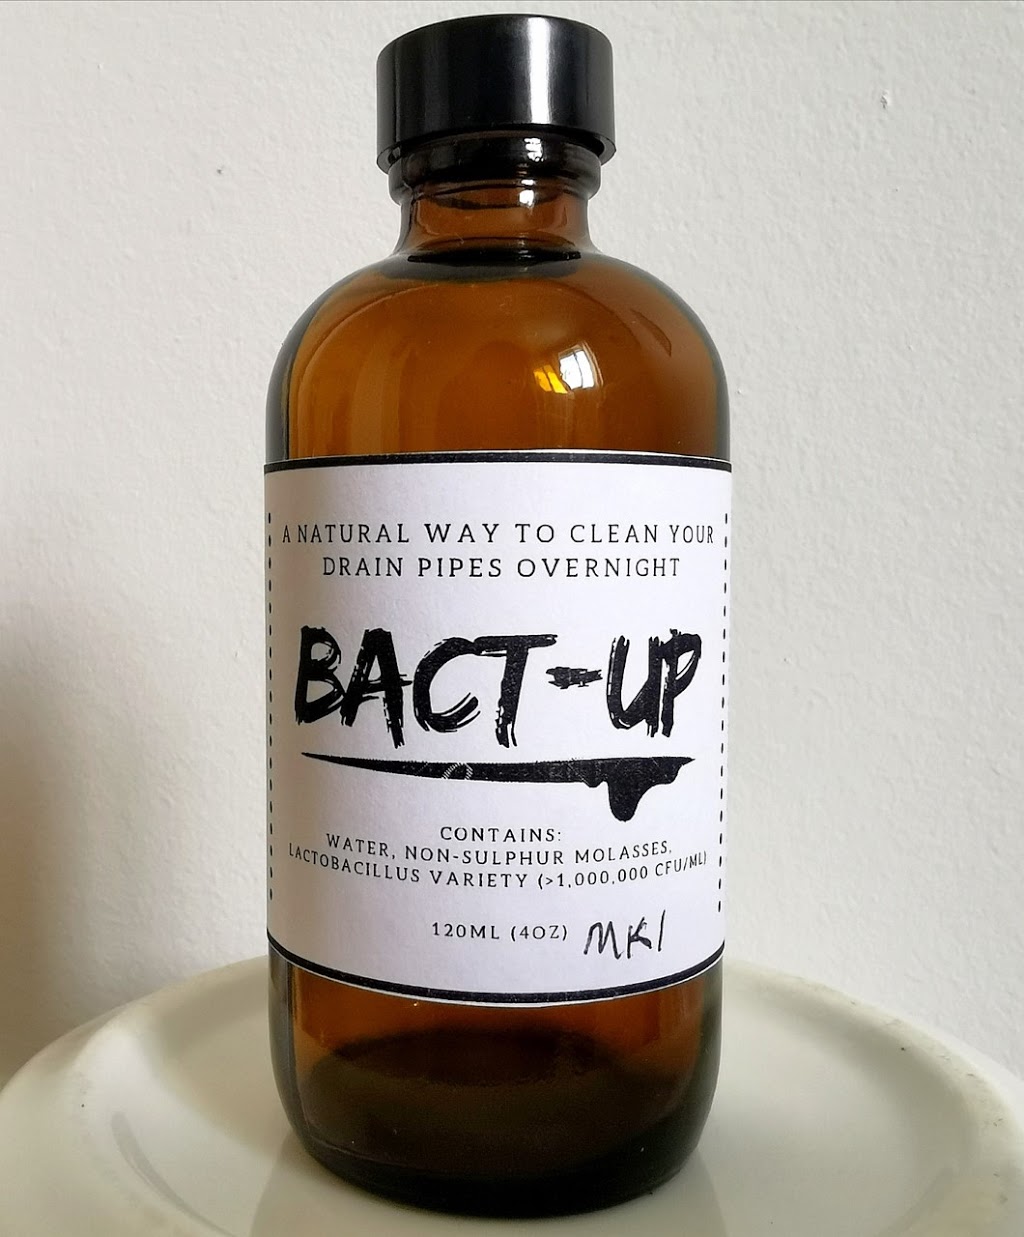 A NATURAL WAY TO CLEAN YOUR
DRAIN PIPES OVERNIGHT
BACT-UP
CONTAINS:
WATER, NON-SULPHUR MOLASSES,
LACTOBACILLUS VARIETY (>1,000,000 CFU/ML)
120ML (4OZ) MK1